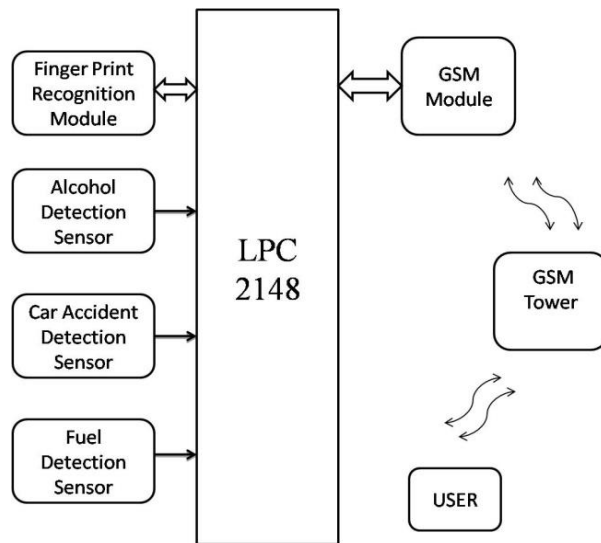 Finger Print
Recognition
Module
Alcohol
Detection
Sensor
Car Accident
Detection
Sensor
Fuel
Detection
Sensor
LPC
2148
GSM
Module
GSM
Tower
USER